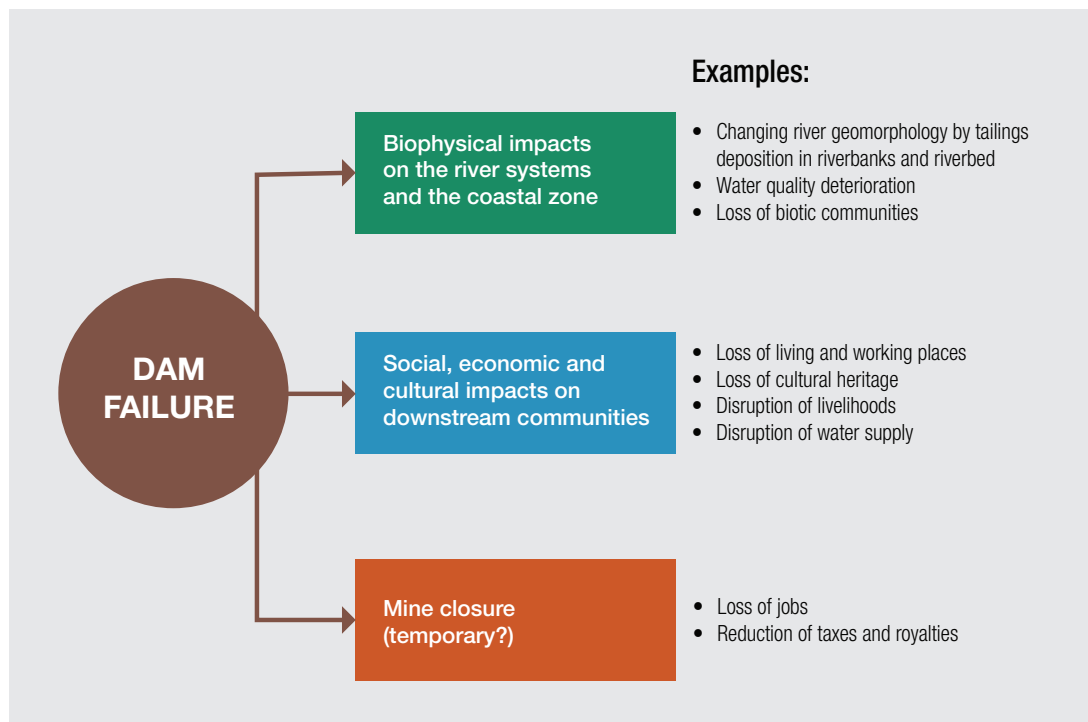 Examples:
Biophysical impacts
on the river systems
and the coastal zone
• Changing river geomorphology by tailings
deposition in riverbanks and riverbed
• Water quality deterioration
• Loss of biotic communities
DAM
FAILURE
Social, economic and
cultural impacts on
downstream communities
• Loss of living and working places
• Loss of cultural heritage
• Disruption of livelihoods
• Disruption of water supply
Mine closure
(temporary?)
• Loss of jobs
• Reduction of taxes and royalties